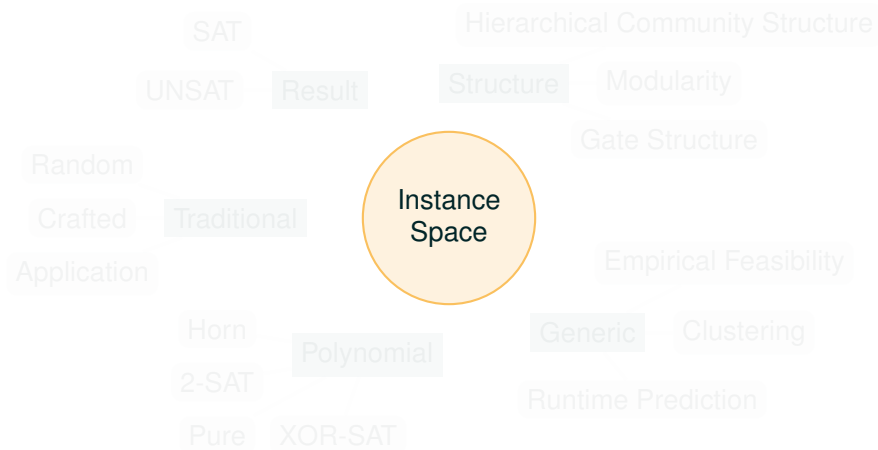 SAT
Hierarchical Community Structure
UNSAT
Result
Structure
Modularity
Gate Structure
Random
Crafted
Traditional
Application
Instance
Space
Empirical Feasibility
Horn
Polynomial
Generic
Clustering
2-SAT
Runtime Prediction
Pure
XOR-SAT